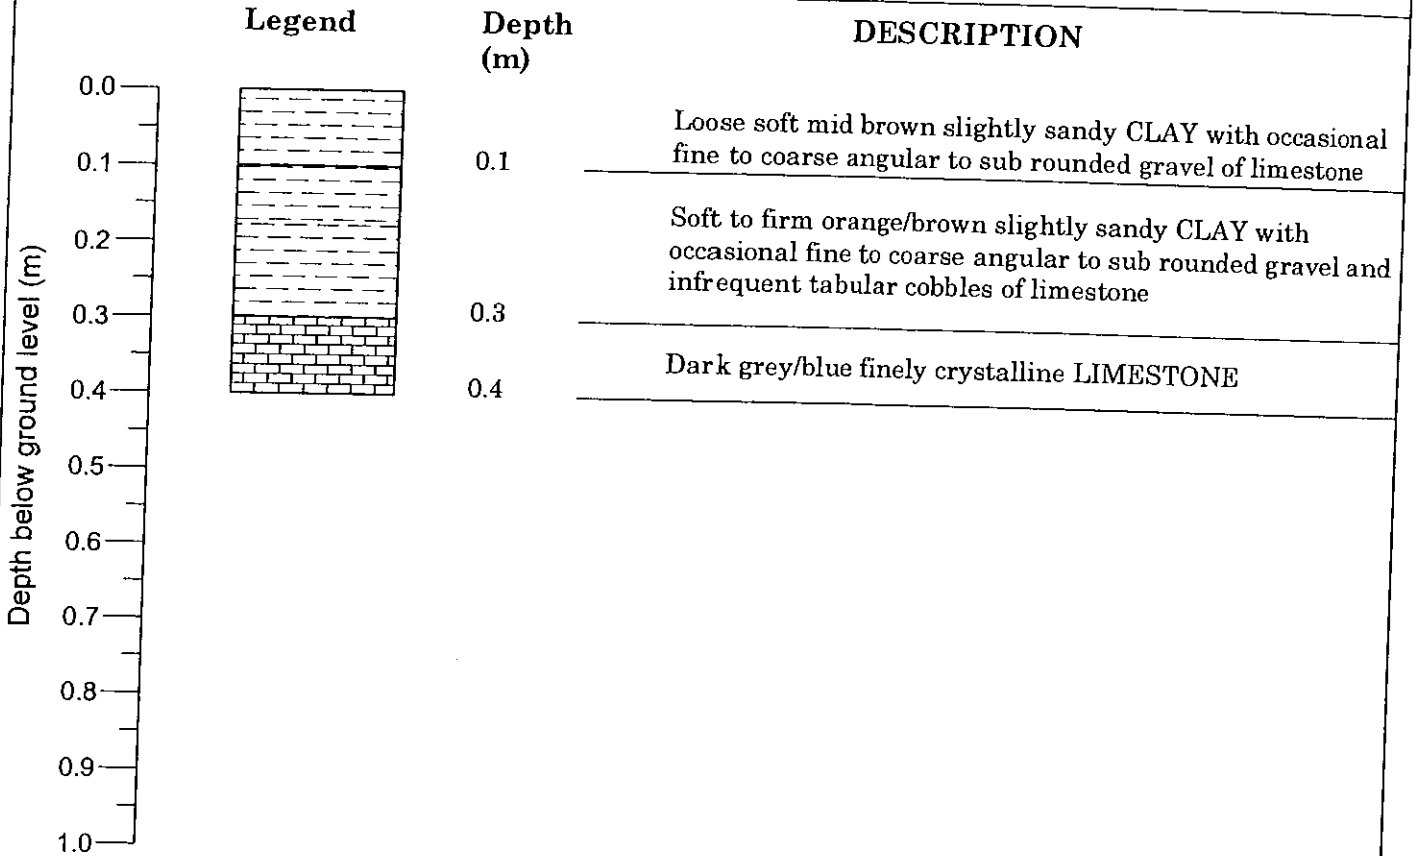 Legend
Depth
(m)
DESCRIPTION
Depth below ground level (m)
0.0
0.1
0.2
0.3
0.4
0.5
0.6
0.7
0.8
0.9
1.0
0.1
Loose soft mid brown slightly sandy CLAY with occasional
fine to coarse angular to sub rounded gravel of limestone
0.3
Soft to firm orange/brown slightly sandy CLAY with
occasional fine to coarse angular to sub rounded gravel and
infrequent tabular cobbles of limestone
0.4
Dark grey/blue finely crystalline LIMESTONE